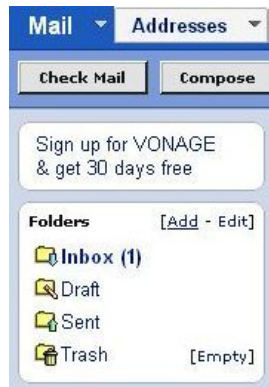 Mail Addresses
Check Mail Compose
Sign up for VONAGE
& get 30 days free
Folders [Add - Edit]
Inbox (1)
Draft
Sent
Trash [Empty]